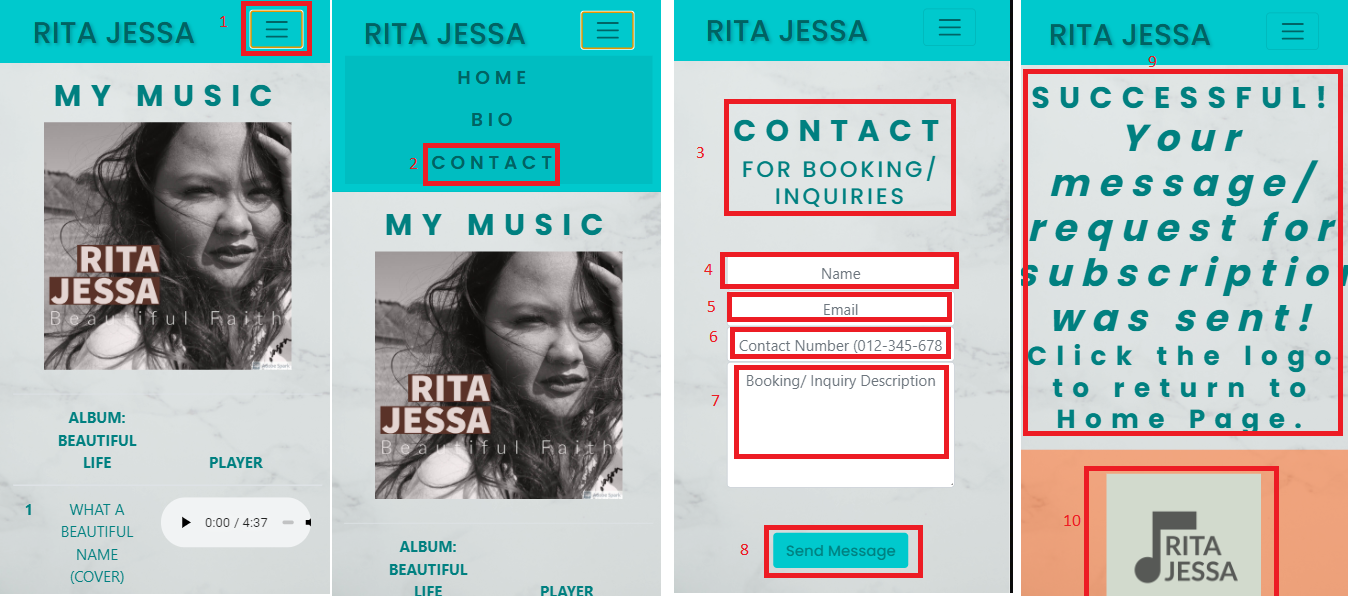 RITA JESSA
1
MY MUSIC
RITA
JESSA
Beautiful Faith
ALBUM:
BEAUTIFUL
LIFE
PLAYER
1
WHAT A
BEAUTIFUL
NAME
(COVER)
0:00 / 4:37
RITA JESSA
HOME
BIO
2
CONTACT
MY MUSIC
RITA
JESSA
Beautiful Faith
ALBUM:
BEAUTIFUL
LIFE
PLAYER
RITA JESSA
3
CONTACT
FOR BOOKING/
INQUIRIES
4
Name
5
Email
6
Contact Number (012-345-678
7
Booking/ Inquiry Description
8
Send Message
RITA JESSA
9
SUCCESSFUL!
Your
message/
request for
subscription
was sent!
Click the logo
to return to
Home Page.
10
RITA
JESSA